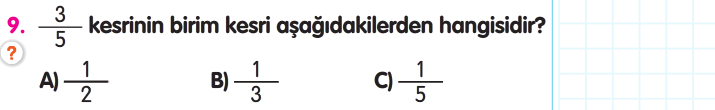 9. 3/5 kesrinin birim kesri aşağıdakilerden hangisidir?
?
A) 1/2 B) 1/3 C) 1/5